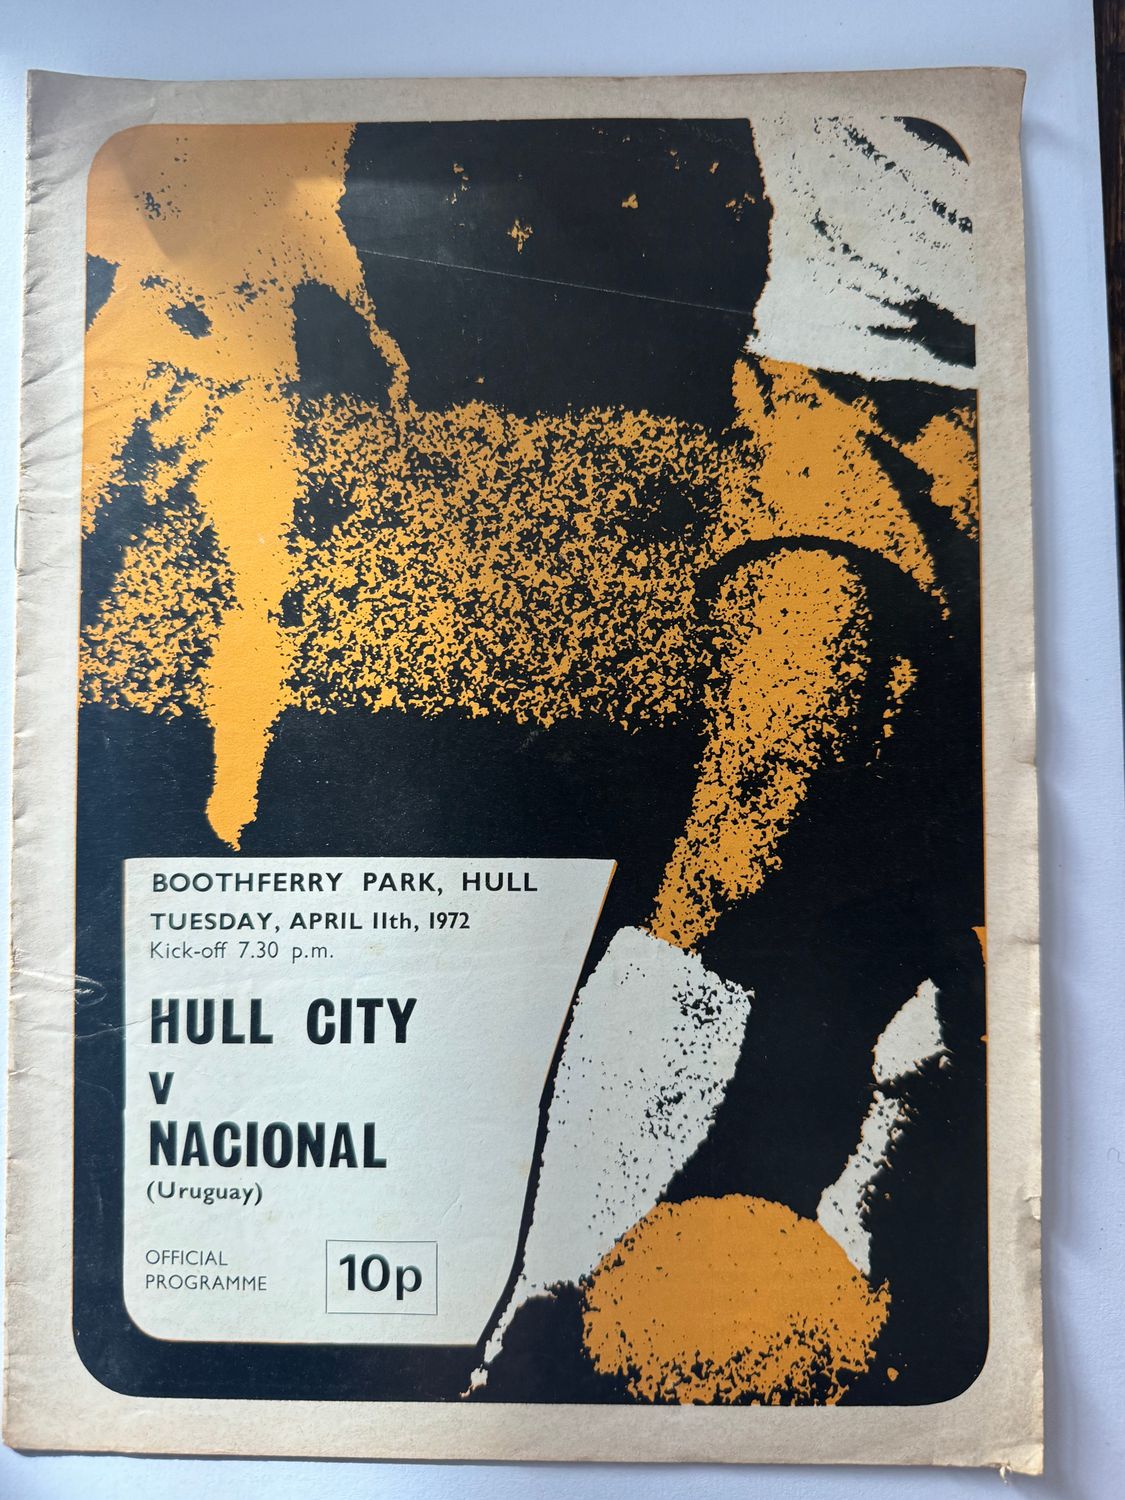 BOOTHFERRY PARK, HULL
TUESDAY, APRIL 11th, 1972
Kick-off 7.30 p.m.
HULL CITY
V
NACIONAL
(Uruguay)
OFFICIAL
PROGRAMME
10p